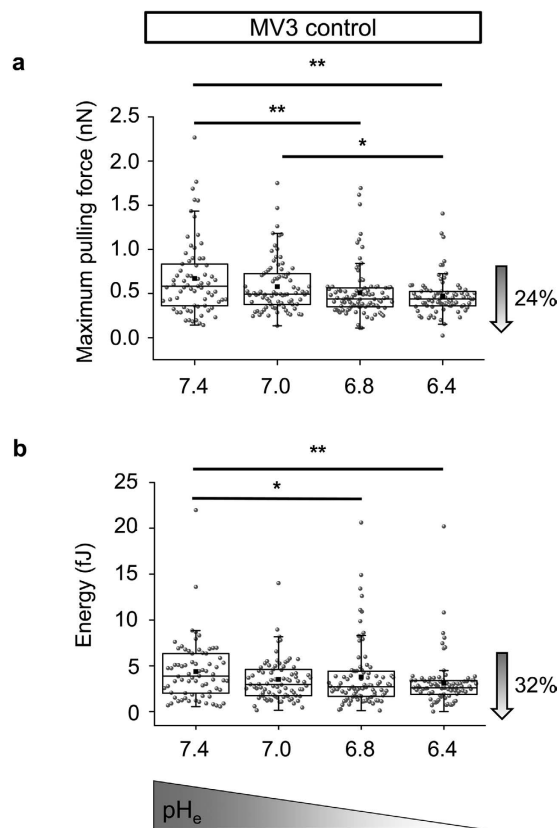 MV3 control
a
**
**
*
Maximum pulling force (nN)
2.5
2.0
1.5
1.0
0.5
0.0
24%
7.4 7.0 6.8 6.4
b
**
*
Energy (fJ)
25
20
15
10
5
0
32%
7.4 7.0 6.8 6.4
pHe